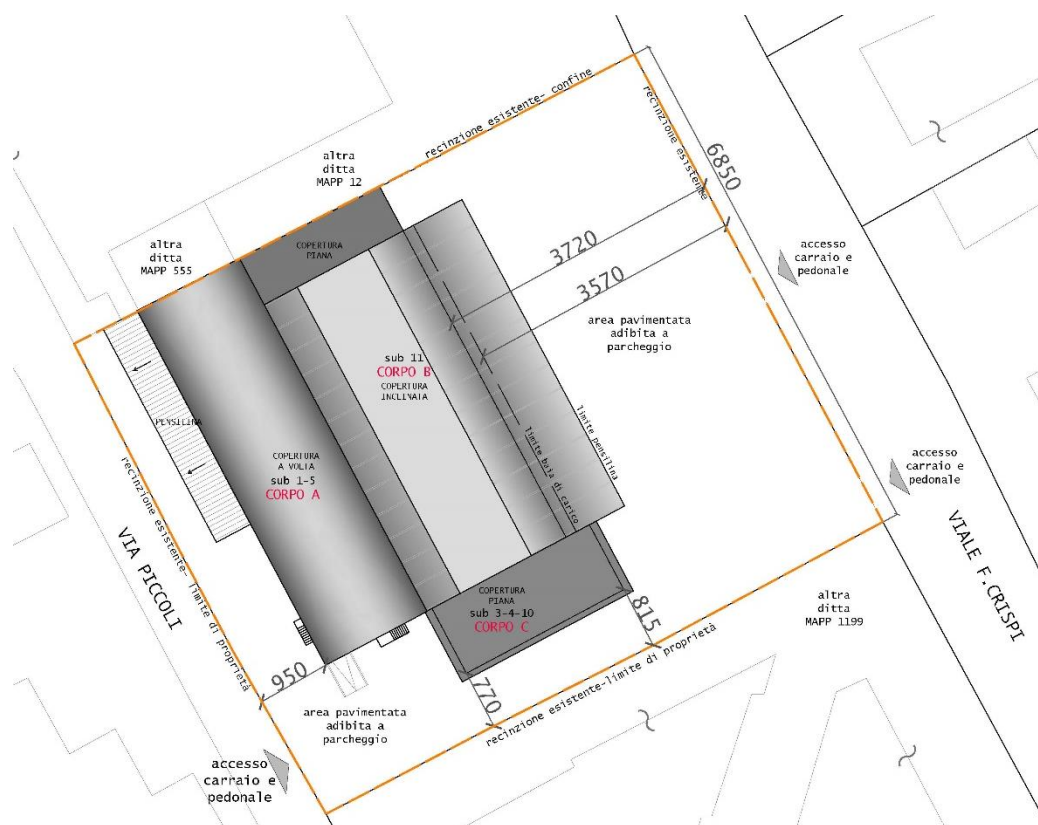 recinzione esistente- confine
recinzione esistente
6850
altra
ditta
MAPP 12
altra
ditta
MAPP 555
COPERTURA
PIANA
3720
3570
accesso
carraio e
pedonale
area pavimentata
adibita a
parcheggio
sub 11
CORPO B
COPERTURA
INCLINATA
PENSILINA
COPERTURA
A VOLTA
sub 1-5
CORPO A
limite baia di carico
limite pensilina
accesso
carraio e
pedonale
recinzione esistente- limite di proprietà
VIA PICCOLI
VIALE F.CRISPI
COPERTURA
PIANA
sub 3-4-10
CORPO C
815
altra
ditta
MAPP 1199
950
770
recinzione esistente-limite di proprietà
area pavimentata
adibita a
parcheggio
accesso
carraio e
pedonale